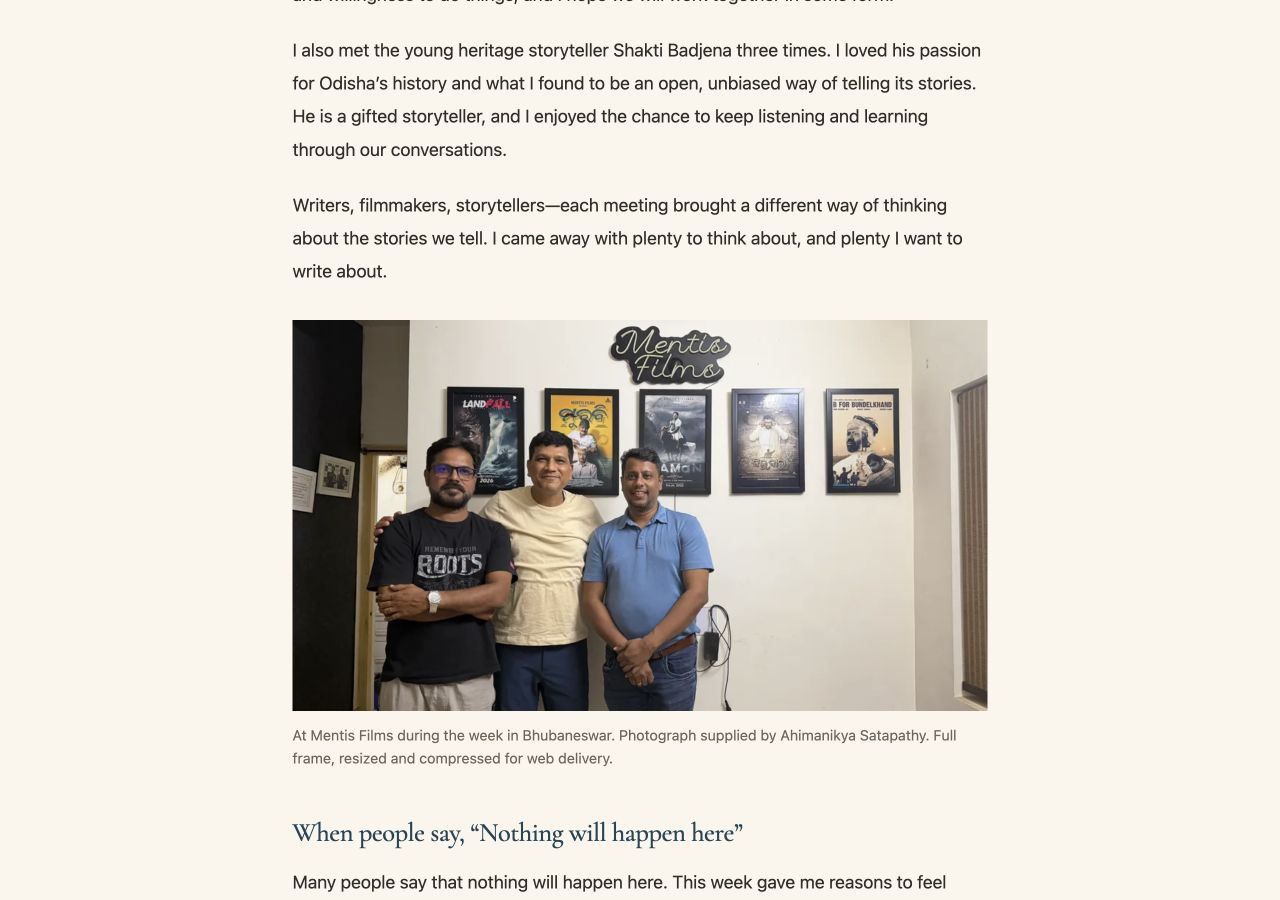 I also met the young heritage storyteller Shakti Badjena three times. I loved his passion
for Odisha’s history and what I found to be an open, unbiased way of telling its stories.
He is a gifted storyteller, and I enjoyed the chance to keep listening and learning
through our conversations.
Writers, filmmakers, storytellers—each meeting brought a different way of thinking
about the stories we tell. I came away with plenty to think about, and plenty I want to
write about.
Mentis
Films
LANDFALL
2026
B FOR BUNDELKHAND
REMEMBER YOUR
ROOTS
At Mentis Films during the week in Bhubaneswar. Photograph supplied by Ahimanikya Satapathy. Full
frame, resized and compressed for web delivery.
When people say, “Nothing will happen here”
Many people say that nothing will happen here. This week gave me reasons to feel